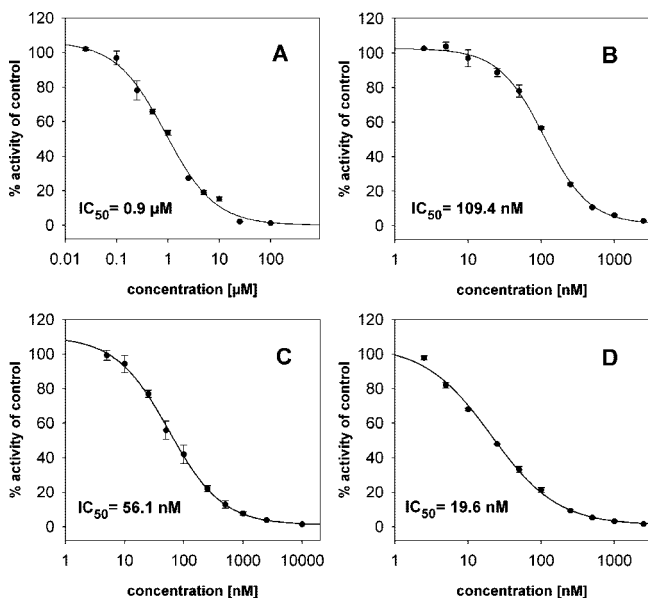 120
100
80
60
40
20
0
% activity of control
A
IC50= 0.9 µM
0.01 0.1 1 10 100
concentration [µM]
120
100
80
60
40
20
0
% activity of control
B
IC50= 109.4 nM
1 10 100 1000
concentration [nM]
120
100
80
60
40
20
0
% activity of control
C
IC50= 56.1 nM
1 10 100 1000 10000
concentration [nM]
120
100
80
60
40
20
0
% activity of control
D
IC50= 19.6 nM
1 10 100 1000
concentration [nM]